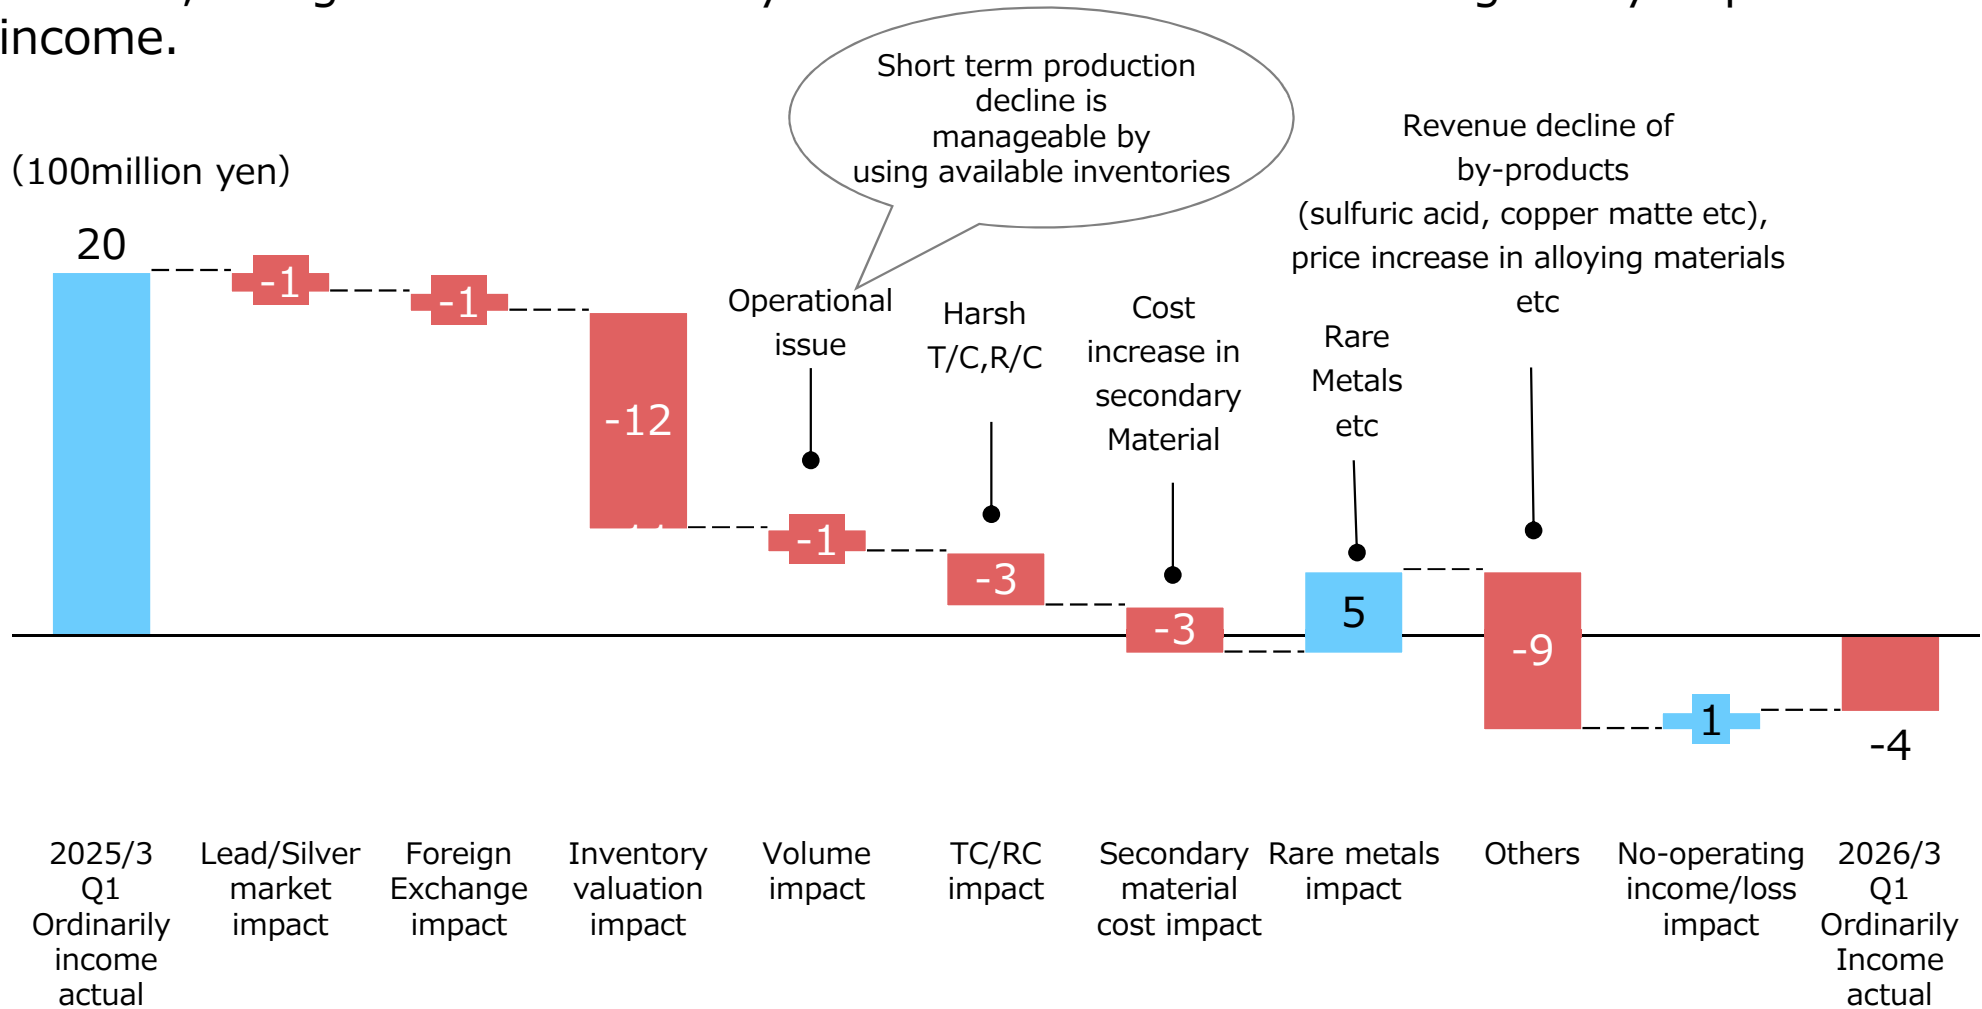 income.
Short term production
decline is
manageable by
using available inventories
Revenue decline of
by-products
(sulfuric acid, copper matte etc),
price increase in alloying materials
etc
(100million yen)
20
-1
-1
-12
Operational
issue
-1
Harsh
T/C,R/C
-3
Cost
increase in
secondary
Material
-3
Rare
Metals
etc
5
-9
1
-4
2025/3
Q1
Ordinarily
income
actual
Lead/Silver
market
impact
Foreign
Exchange
impact
Inventory
valuation
impact
Volume
impact
TC/RC
impact
Secondary
material
cost impact
Rare metals
impact
Others
No-operating
income/loss
impact
2026/3
Q1
Ordinarily
Income
actual